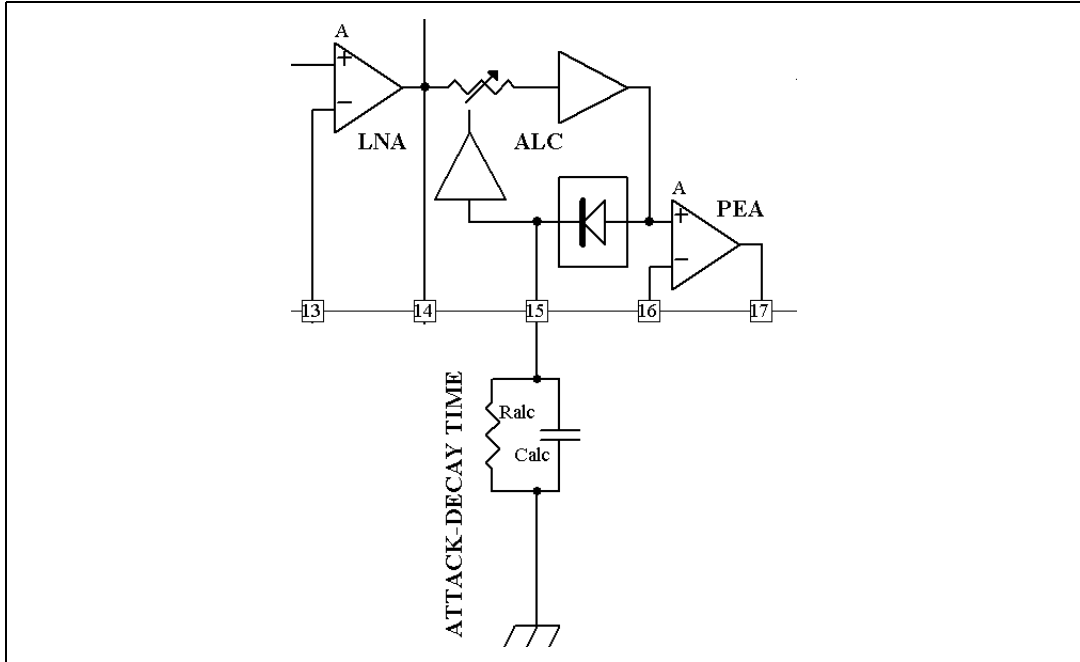 A
+
−
LNA
ALC
A
PEA
+
−
13
14
15
16
17
ATTACK-DECAY TIME
Ralc
Calc